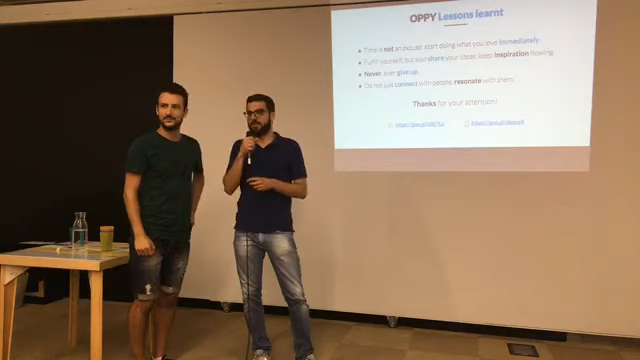 OPPY Lessons learnt
Time is not an excuse: start doing what you love immediately.
Fulfil yourself, but also share your ideas: keep inspiration flowing.
Never, ever give up.
Do not just connect with people, resonate with them.
Thanks for your attention!